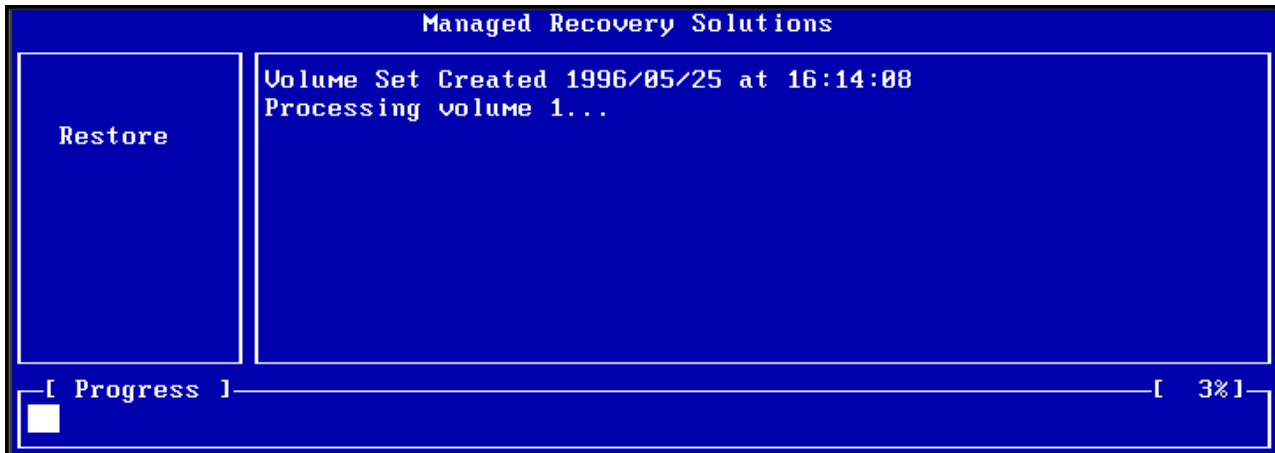 Managed Recovery Solutions
Volume Set Created 1996/05/25 at 16:14:08
Processing volume 1...
Restore
[ Progress ] [ 3%]